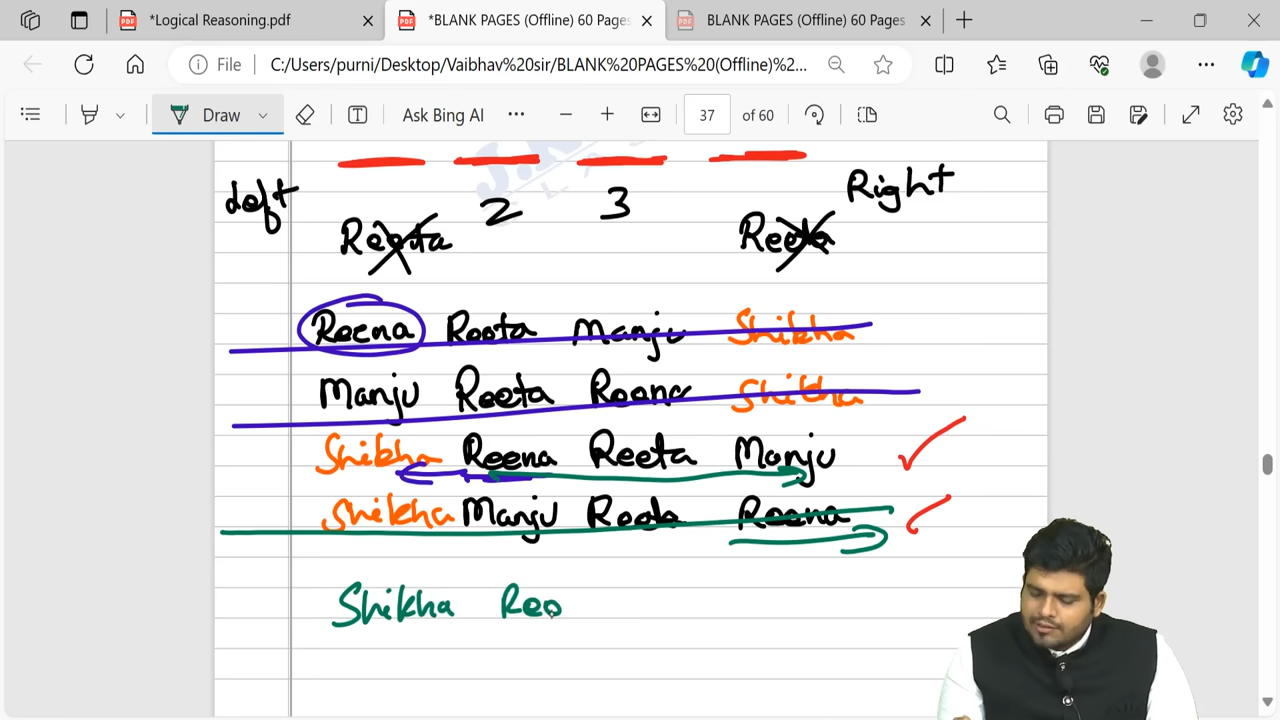 *Logical Reasoning.pdf
*BLANK PAGES (Offline) 60 Pages
BLANK PAGES (Offline) 60 Pages
File C:/Users/purni/Desktop/Vaibhav%20sir/BLANK%20PAGES%20(Offline)%2...
Draw Ask Bing AI 37 of 60
Left 2 3 Right
Reeta Reeta
Reena Reeta Manju Shikha
Manju Reeta Reena Shikha
Shikha Reena Reeta Manju
Shikha Manju Reeta Reena
Shikha Ree